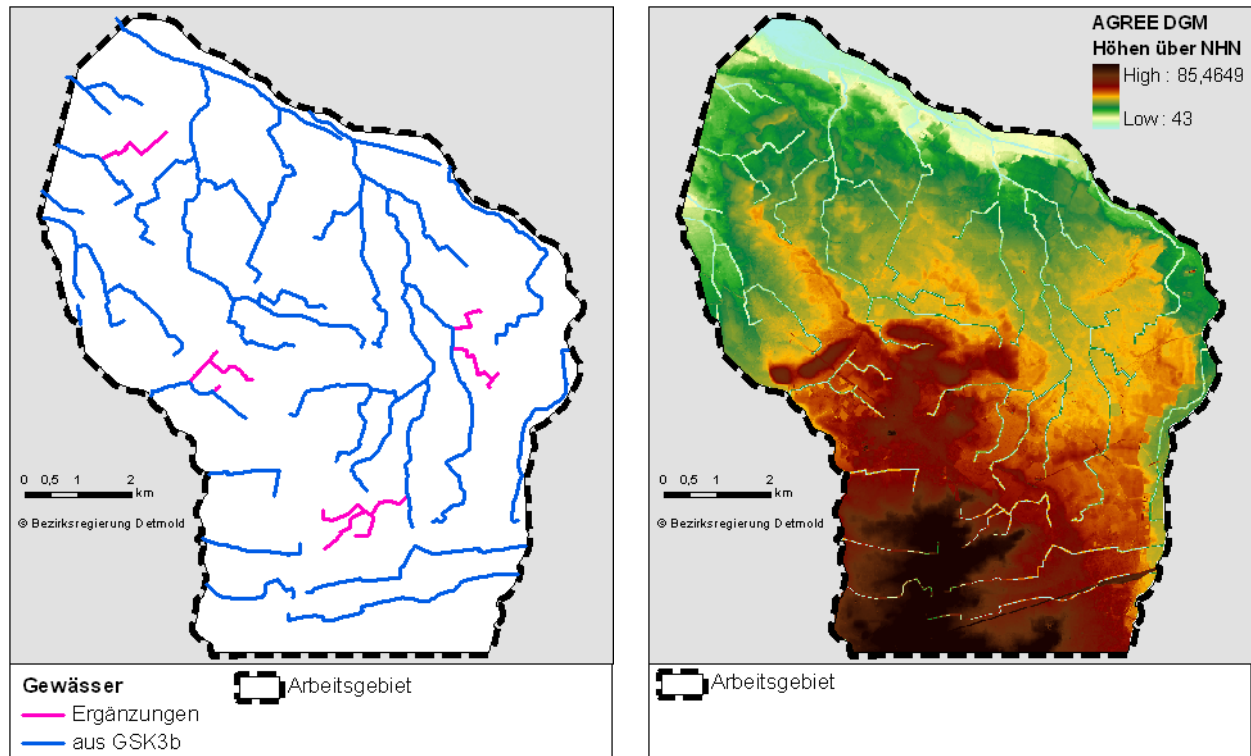 0 0,5 1 2
km
© Bezirksregierung Detmold
Gewässer
Arbeitsgebiet
Ergänzungen
aus GSK3b
AGREE DGM
Höhen über NHN
High : 85,4649
Low : 43
0 0,5 1 2
km
© Bezirksregierung Detmold
Arbeitsgebiet